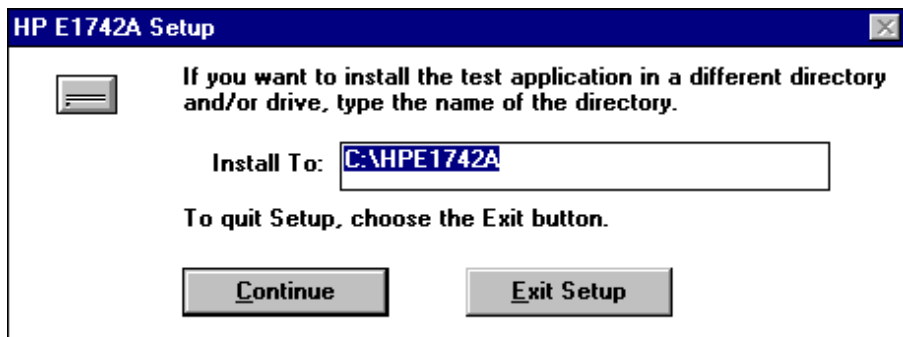 HP E1742A Setup
If you want to install the test application in a different directory
and/or drive, type the name of the directory.
Install To: C:\HPE1742A
To quit Setup, choose the Exit button.
Continue Exit Setup